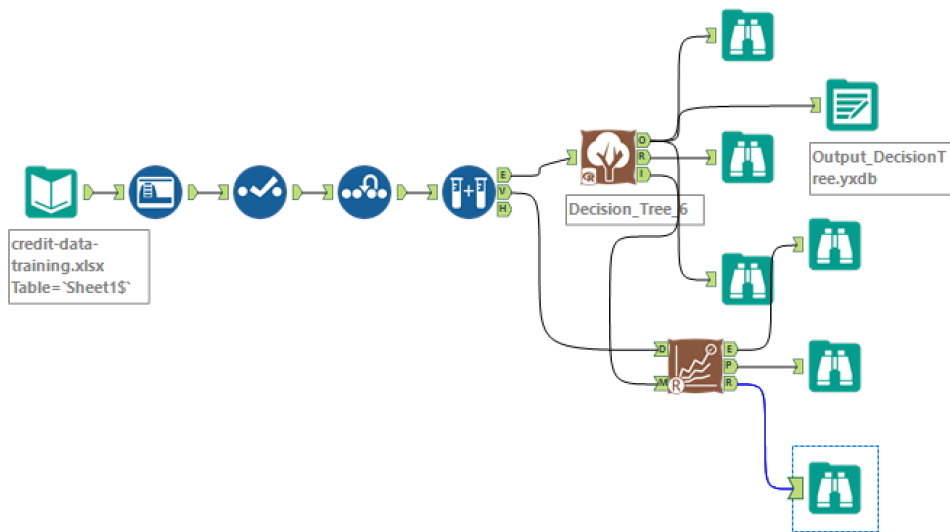 E
V
H
O
R
I
Decision_Tree_6
Output_DecisionT
ree.yxdb
credit-data-
training.xlsx
Table=`Sheet1$`
D
M
R
E
P
R